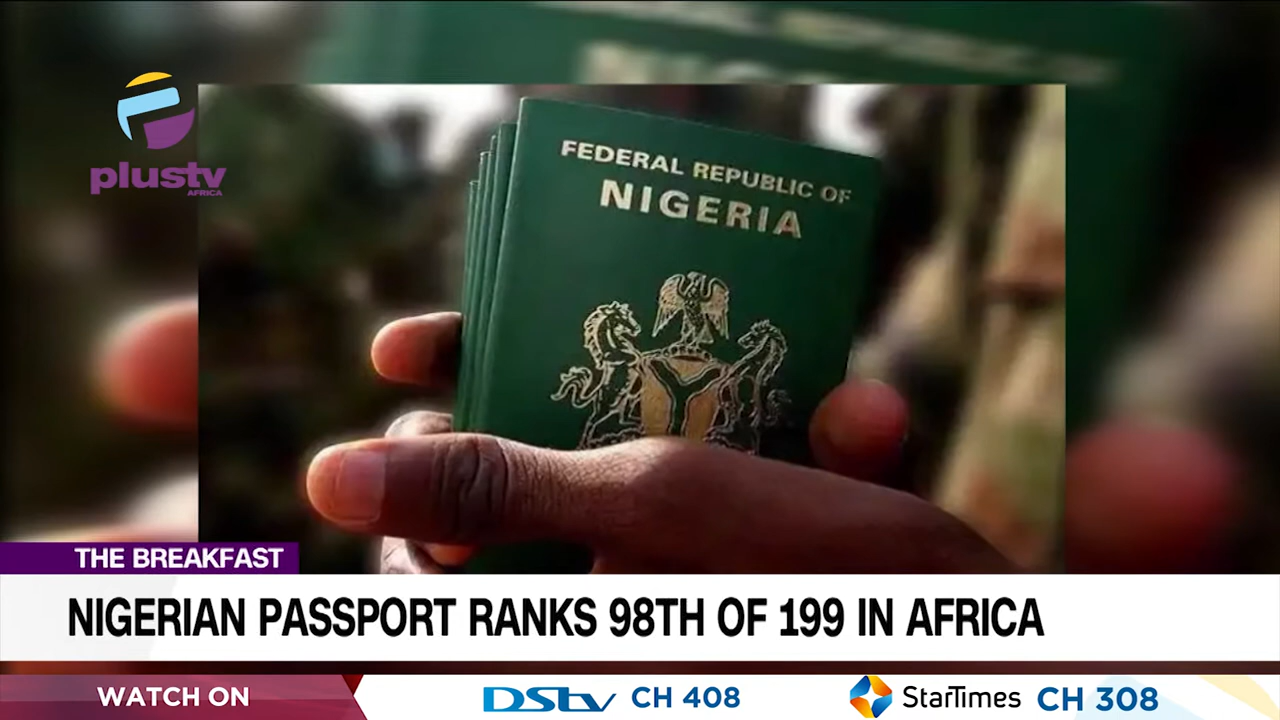 plustv
AFRICA
FEDERAL REPUBLIC OF
NIGERIA
THE BREAKFAST
NIGERIAN PASSPORT RANKS 98TH OF 199 IN AFRICA
WATCH ON
DStv CH 408
StarTimes CH 308